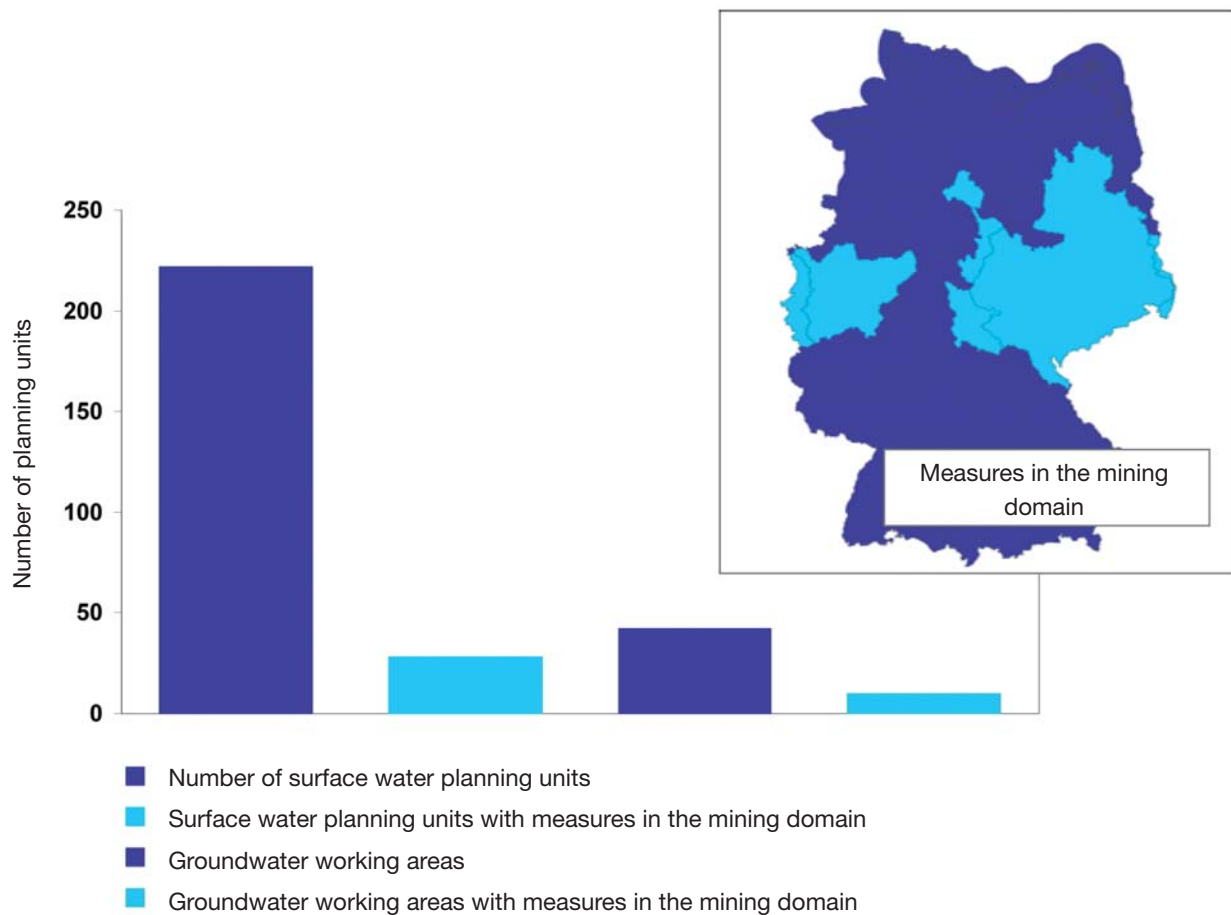 Measures in the mining
domain
Number of planning units
250
200
150
100
50
0
Number of surface water planning units
Surface water planning units with measures in the mining domain
Groundwater working areas
Groundwater working areas with measures in the mining domain